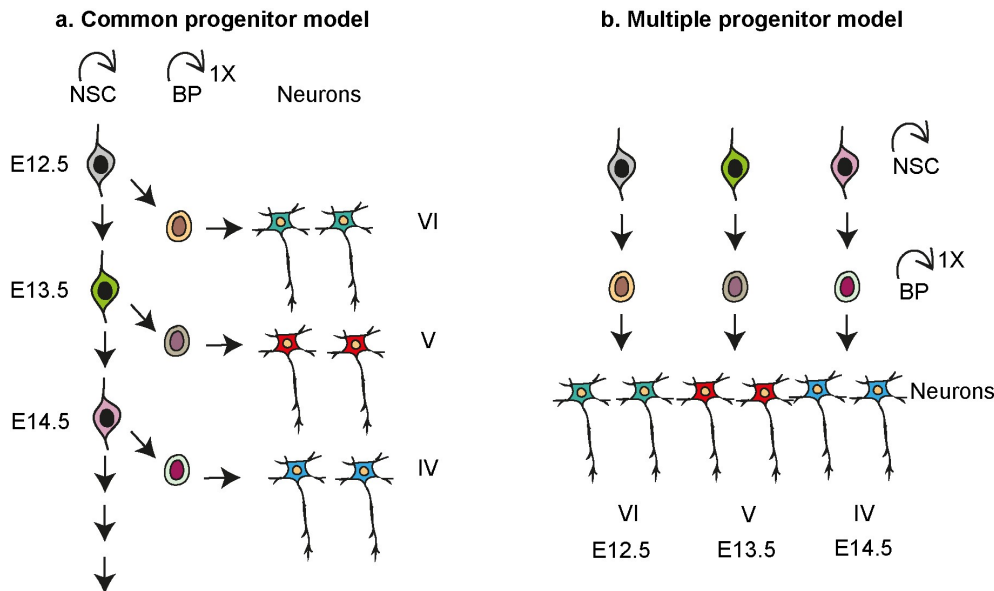 a. Common progenitor model
1X
NSC BP Neurons
E12.5
VI
E13.5
V
E14.5
IV
b. Multiple progenitor model
NSC
1X
BP
Neurons
VI V IV
E12.5 E13.5 E14.5